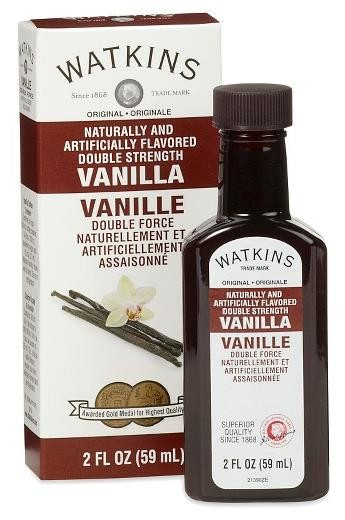 WATKINS
Since 1868
TRADE MARK
ORIGINAL • ORIGINALE
NATURALLY AND
ARTIFICIALLY FLAVORED
DOUBLE STRENGTH
VANILLA
VANILLE
DOUBLE FORCE
NATURELLEMENT ET
ARTIFICIELLEMENT
ASSAISONNÉ
Awarded Gold Medal for Highest Quality
2 FL OZ (59 mL)
WATKINS
TRADE MARK
ORIGINAL • ORIGINALE
NATURALLY AND
ARTIFICIALLY FLAVORED
DOUBLE STRENGTH
VANILLA
VANILLE
DOUBLE FORCE
NATURELLEMENT ET
ARTIFICIELLEMENT
ASSAISONNÉE
SUPERIOR
QUALITY
SINCE 1868
2 FL OZ (59 mL)